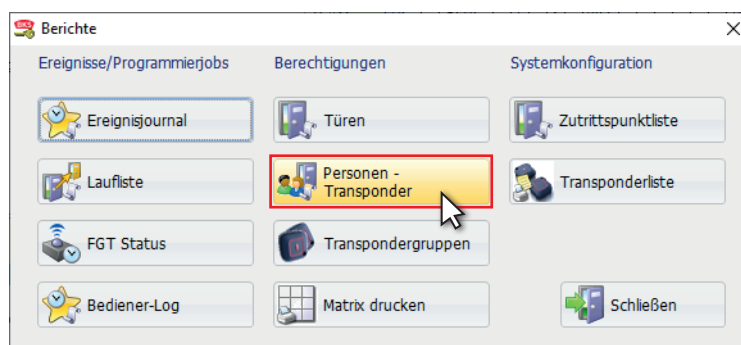 BKS Berichte
Ereignisse/Programmierjobs Berechtigungen Systemkonfiguration
Ereignisjournal Türen Zutrittspunktliste
Laufliste Personen -
Transponder Transponderliste
FGT Status Transpondergruppen
Bediener-Log Matrix drucken Schließen